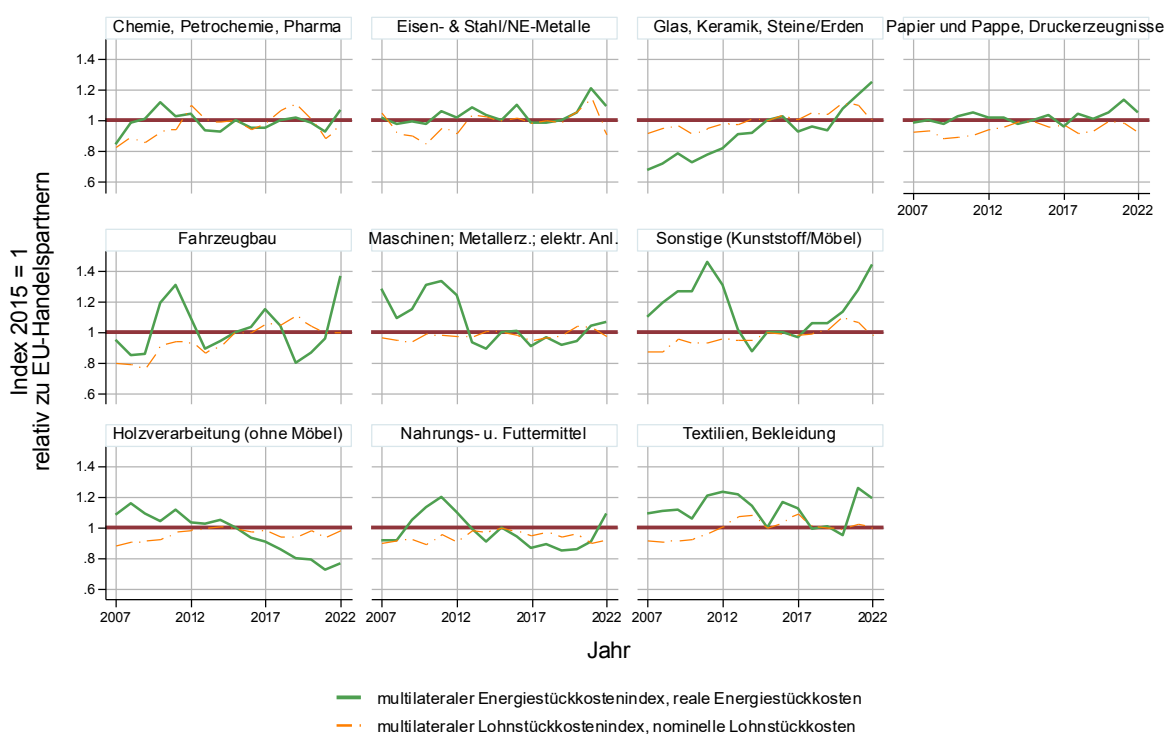 Chemie, Petrochemie, Pharma
Eisen- & Stahl/NE-Metalle
Glas, Keramik, Steine/Erden
Papier und Pappe, Druckerzeugnisse
1.4
1.2
1
.8
.6
2007 2012 2017 2022
Fahrzeugbau
Maschinen; Metallerz.; elektr. Anl.
Sonstige (Kunststoff/Möbel)
1.4
1.2
1
.8
.6
Holzverarbeitung (ohne Möbel)
Nahrungs- u. Futtermittel
Textilien, Bekleidung
1.4
1.2
1
.8
.6
2007 2012 2017 2022
2007 2012 2017 2022
2007 2012 2017 2022
Index 2015 = 1
relativ zu EU-Handelspartnern
Jahr
multilateraler Energiestückkostenindex, reale Energiestückkosten
multilateraler Lohnstückkostenindex, nominelle Lohnstückkosten